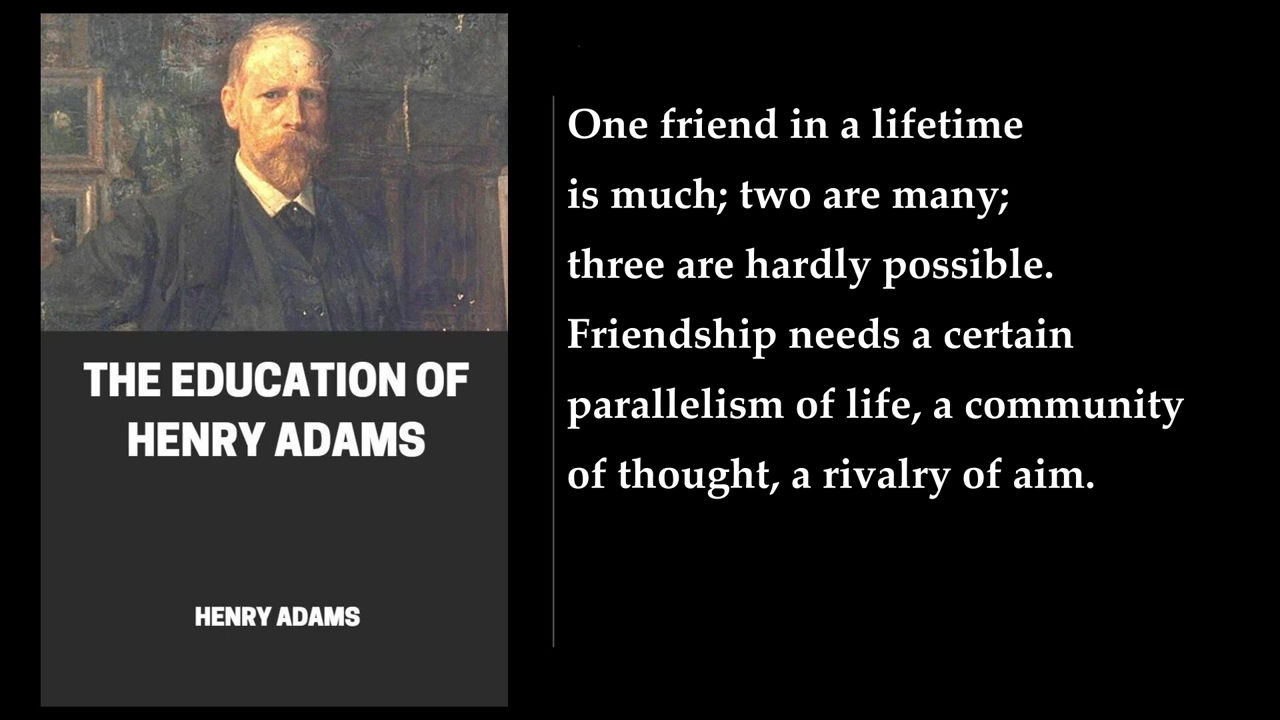 THE EDUCATION OF
HENRY ADAMS
HENRY ADAMS
One friend in a lifetime
is much; two are many;
three are hardly possible.
Friendship needs a certain
parallelism of life, a community
of thought, a rivalry of aim.